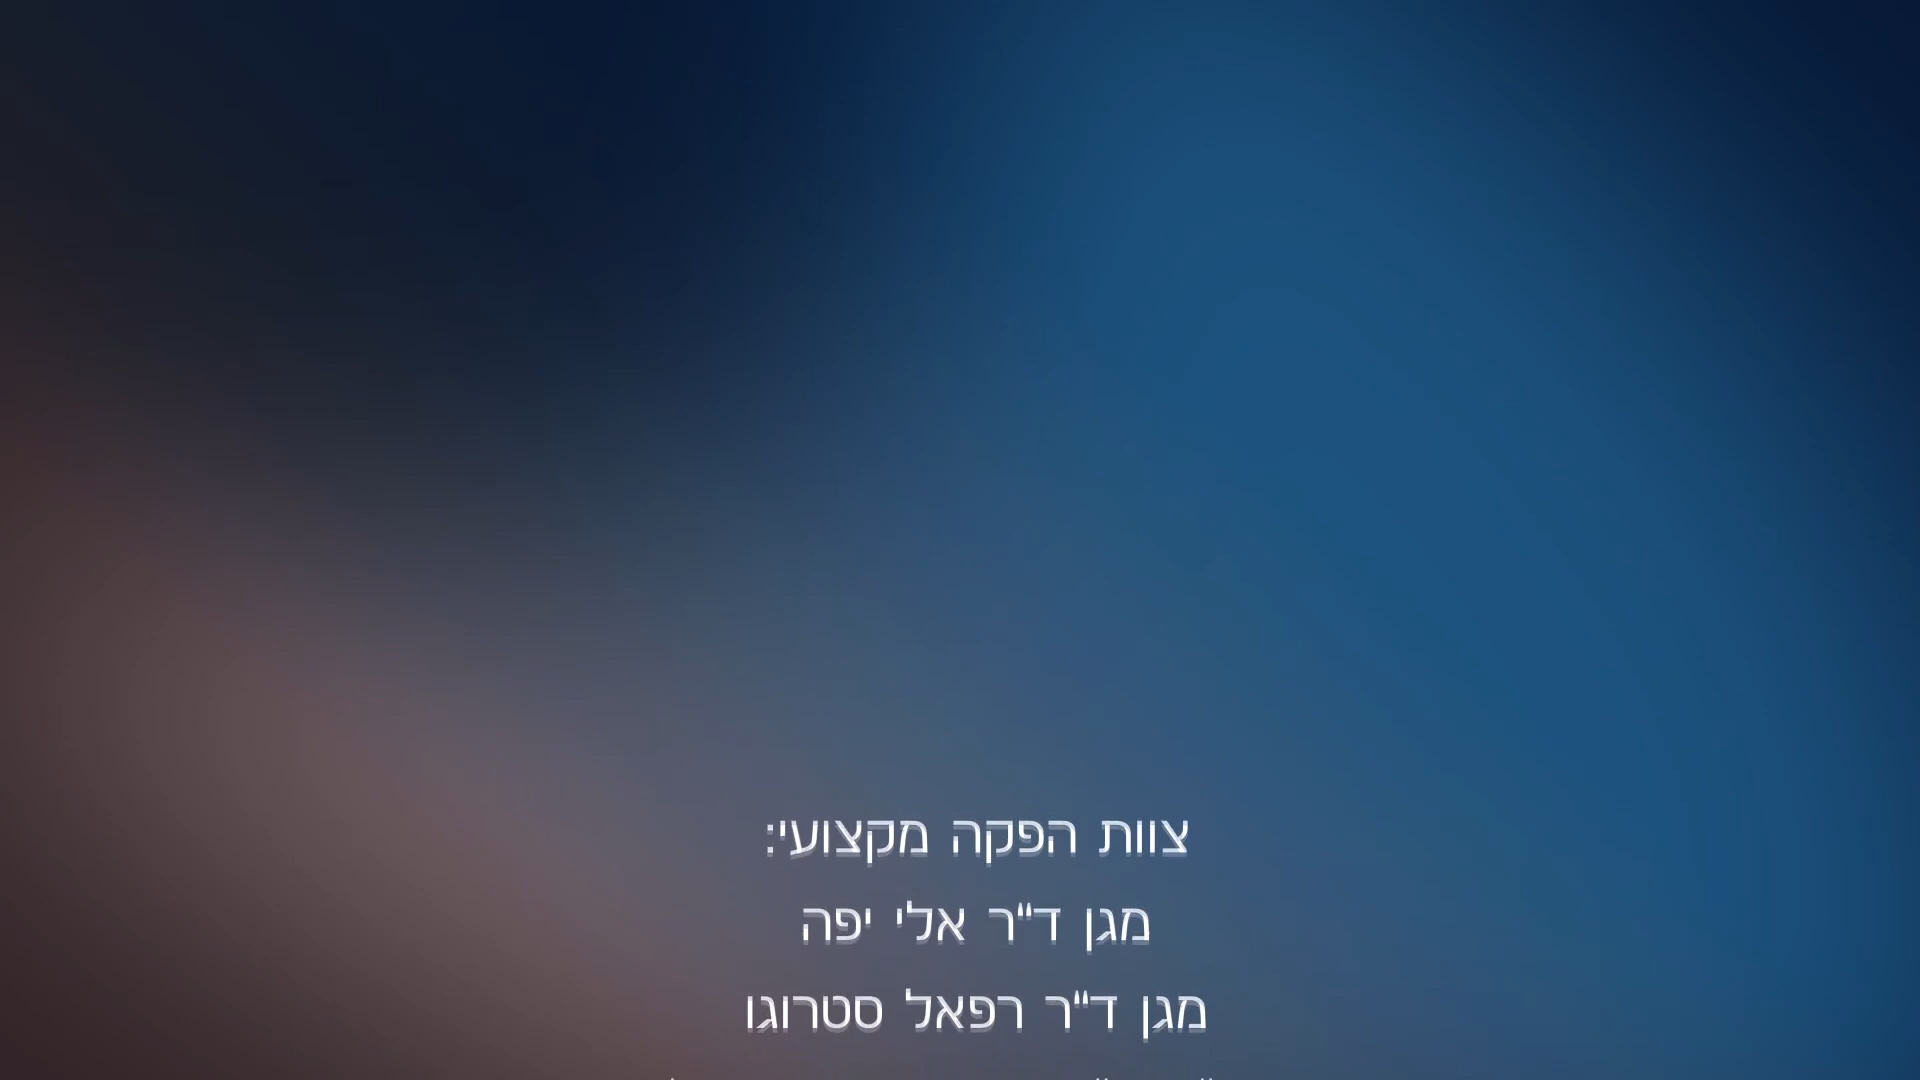 צוות הפקה מקצועי:
מגן ד"ר אלי יפה
מגן ד"ר רפאל סטרוגו